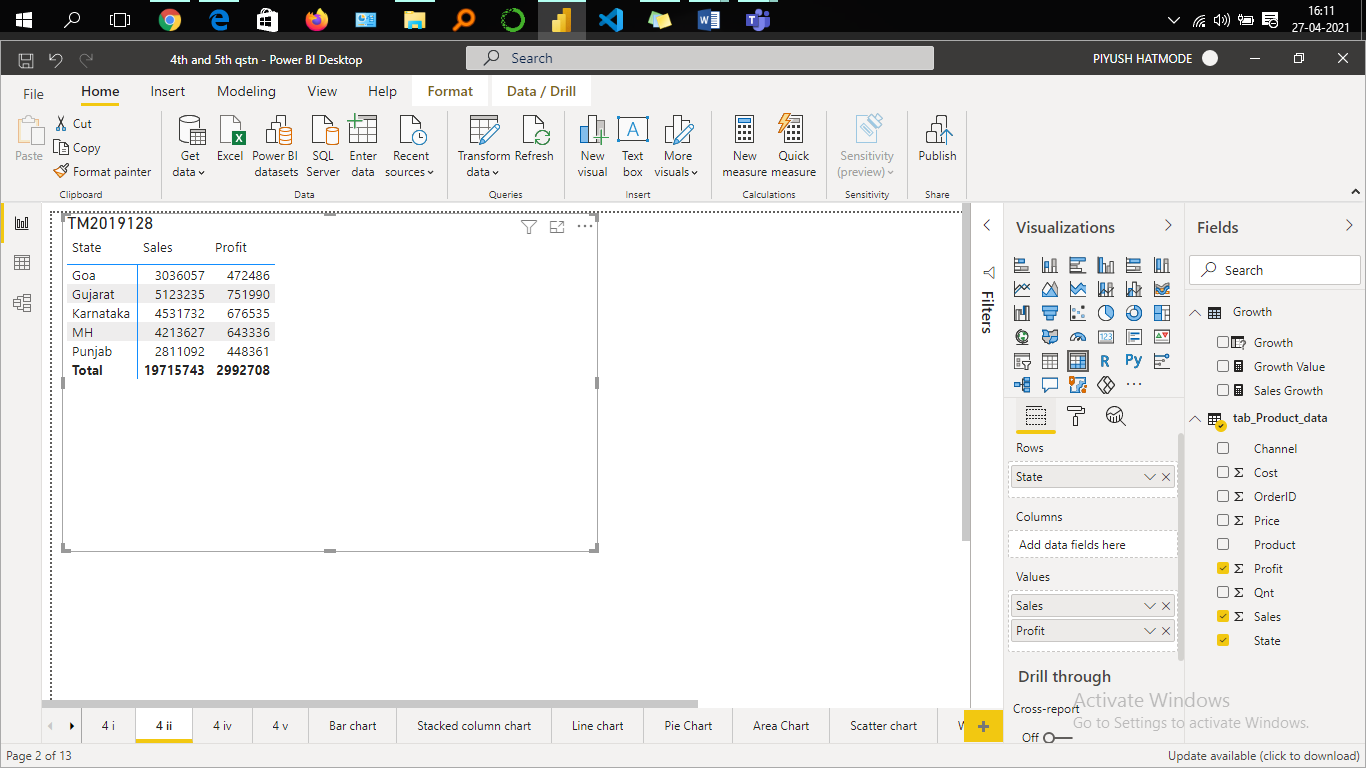 16:11
27-04-2021
4th and 5th qstn - Power BI Desktop
Search
PIYUSH HATMODE
File Home Insert Modeling View Help Format Data / Drill
Paste
Cut
Copy
Format painter
Clipboard
Get data
Excel
Power BI datasets
SQL Server
Enter data
Recent sources
Data
Transform data
Refresh
Queries
New visual
Text box
A
More visuals
Insert
New measure
Quick measure
Calculations
Sensitivity (preview)
Sensitivity
Publish
Share
TM2019128
State Sales Profit
Goa 3036057 472486
Gujarat 5123235 751990
Karnataka 4531732 676535
MH 4213627 643336
Punjab 2811092 448361
Total 19715743 2992708
Filters
Visualizations
123
R Py
Rows
State
Columns
Add data fields here
Values
Sales
Profit
Drill through
Cross-report
Off
Fields
Search
Growth
Growth
Growth Value
Sales Growth
tab_Product_data
Channel
Σ Cost
Σ OrderID
Σ Price
Product
Σ Profit
Σ Qnt
Σ Sales
State
Activate Windows
Go to Settings to activate Windows.
4 i 4 ii 4 iv 4 v Bar chart Stacked column chart Line chart Pie Chart Area Chart Scatter chart
Page 2 of 13
Update available (click to download)